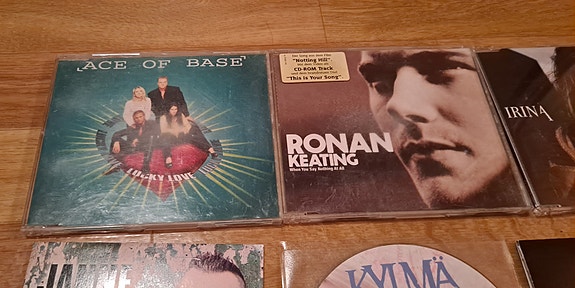 ACE OF BASE
LUCKY LOVE
"Notting Hill"
CD-ROM Track
"This Is Your Song".
RONAN
KEATING
When You Say Nothing At All
IRINA
JANNE
KYLMÄ